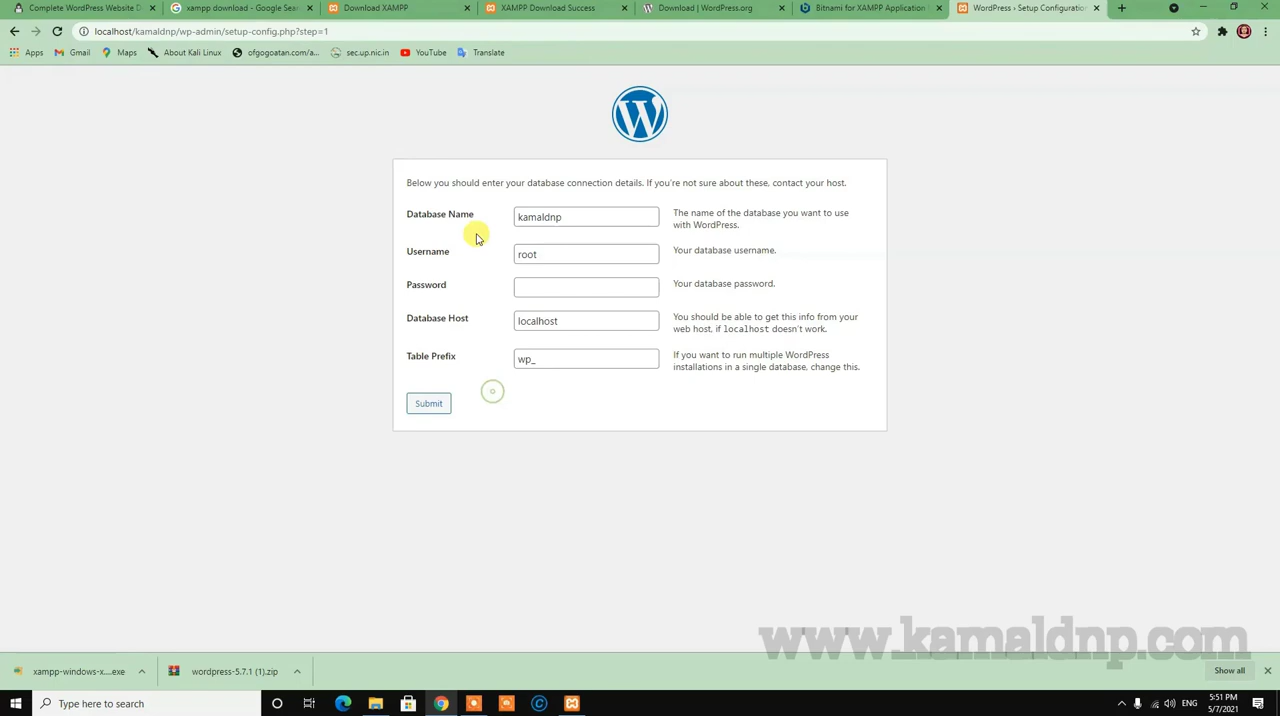 Complete WordPress Website D
xampp download - Google Sear
Download XAMPP
XAMPP Download Success
Download | WordPress.org
Bitnami for XAMPP Application
WordPress › Setup Configuration
localhost/kamaldnp/wp-admin/setup-config.php?step=1
Apps
Gmail
Maps
About Kali Linux
ofgogoatan.com/a...
sec.up.nic.in
YouTube
Translate
Below you should enter your database connection details. If you're not sure about these, contact your host.
Database Name
kamaldnp
The name of the database you want to use
with WordPress.
Username
root
Your database username.
Password
Your database password.
Database Host
localhost
You should be able to get this info from your
web host, if localhost doesn't work.
Table Prefix
wp_
If you want to run multiple WordPress
installations in a single database, change this.
Submit
www.kamaldnp.com
xampp-windows-x....exe
wordpress-5.7.1 (1).zip
Show all
Type here to search
ENG
5:51 PM
5/7/2021